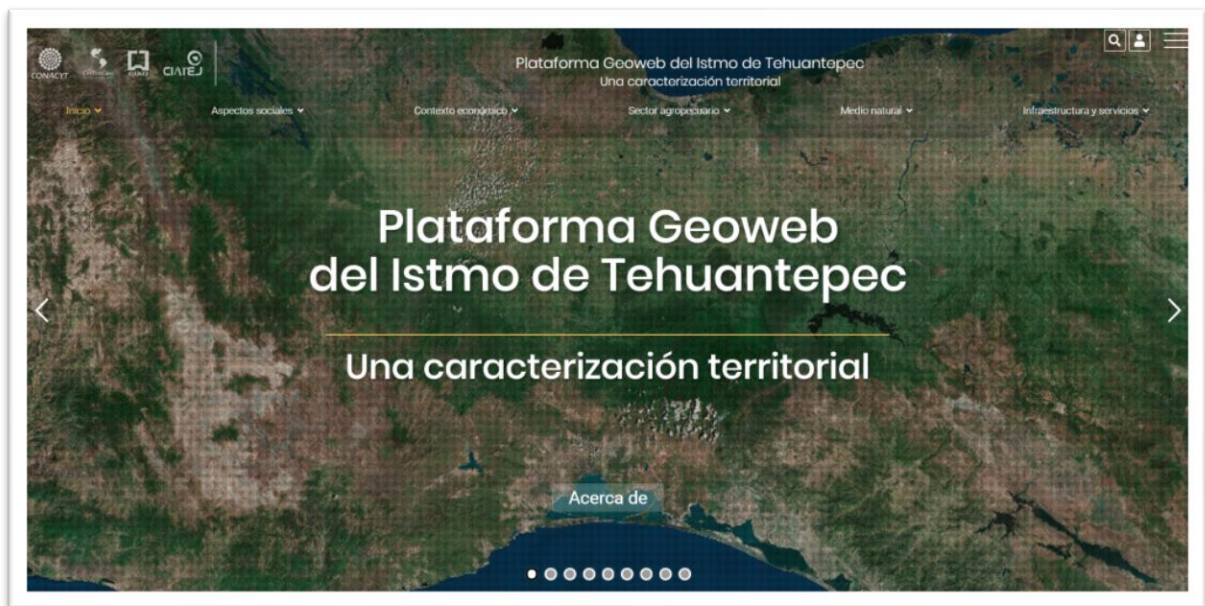 CONACYT
CIATEJ
Plataforma Geoweb del Istmo de Tehuantepec
Una caracterización territorial
Inicio
Aspectos sociales
Contexto económico
Sector agropecuario
Medio natural
Infraestructura y servicios
Plataforma Geoweb
del Istmo de Tehuantepec
Una caracterización territorial
Acerca de